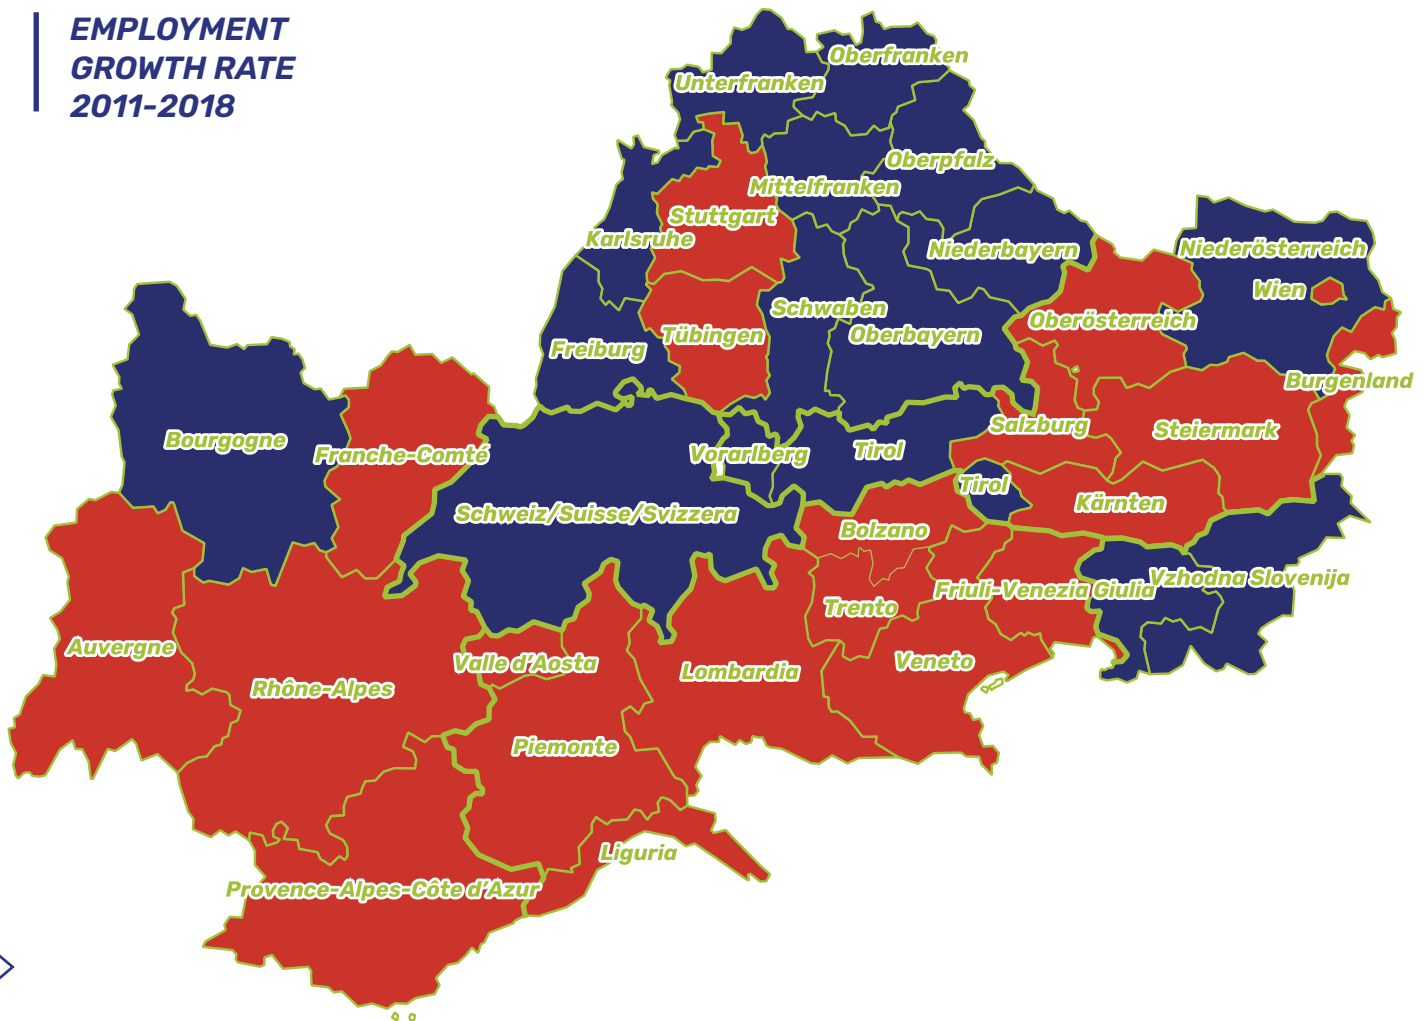 EMPLOYMENT
GROWTH RATE
2011-2018
Oberfranken
Unterfranken
Oberpfalz
Mittelfranken
Stuttgart
Karlsruhe
Niederbayern
Niederösterreich
Wien
Schwaben
Oberösterreich
Tübingen
Oberbayern
Freiburg
Burgenland
Salzburg
Steiermark
Bourgogne
Franche-Comté
Vorarlberg
Tirol
Tirol
Kärnten
Schweiz/Suisse/Svizzera
Bolzano
Vzhodna Slovenija
Friuli-Venezia Giulia
Trento
Auvergne
Valle d'Aosta
Veneto
Lombardia
Rhône-Alpes
Piemonte
Liguria
Provence-Alpes-Côte d'Azur